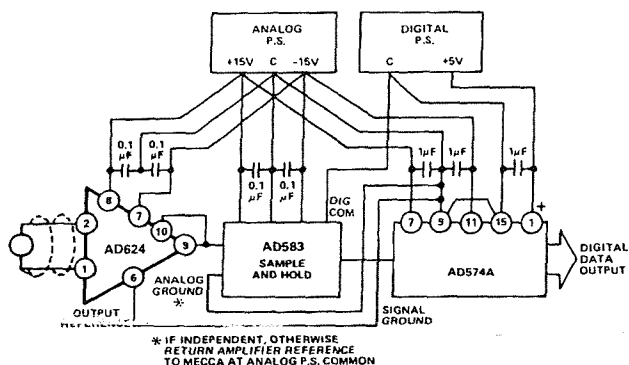 ANALOG
P.S.
+15V C -15V
DIGITAL
P.S.
C +5V
0.1
µF
0.1
µF
0.1
µF
0.1
µF
1µF
1µF
1µF
DIG
COM
8
7
10
9
2
1
6
AD624
AD583
SAMPLE
AND HOLD
7
9
11
15
1
+
AD574A
DIGITAL
DATA
OUTPUT
ANALOG
GROUND
*
OUTPUT
REFERENCE
SIGNAL
GROUND
* IF INDEPENDENT, OTHERWISE
RETURN AMPLIFIER REFERENCE
TO MECCA AT ANALOG P.S. COMMON